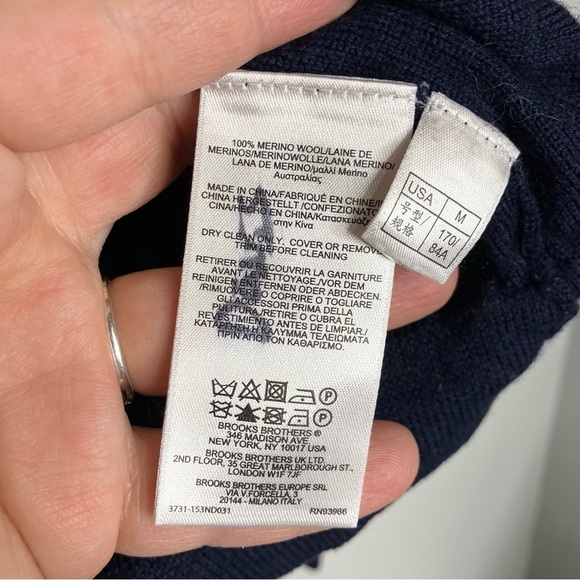 100% MERINO WOOL/LAINE DE
MERINOS/MERINOWOLLE/LANA MERINO/
LANA DE MERINO/μαλλί Merino
Αυστραλίας
MADE IN CHINA/FABRIQUÉ EN CHINE/IN
CHINA HERGESTELLT/CONFEZIONATO
CINA/HECHO EN CHINA/Κατασκευάζ
στην Κίνα
DRY CLEAN ONLY. COVER OR REMOVE
TRIM BEFORE CLEANING
RETIRER OU RECOUVRIR LA GARNITURE
AVANT LE NETTOYAGE/VOR DEM
REINIGEN ENTFERNEN ODER ABDECKEN.
/RIMUOVERE O COPRIRE O TOGLIARE
GLI ACCESSORI PRIMA DELLA
PULIZIA/RETIRE O CUBRA EL
REVESTIMIENTO ANTES DE LIMPIAR/
ΚΑΤΑΡΓΗΣΗ Η ΚΑΛΥΜΜΑ ΤΕΛΕΙΩΜΑΤΑ
ΠΡΙΝ ΑΠΟ ΤΟΝ ΚΑΘΑΡΙΣΜΟ.
P
P
BROOKS BROTHERS ®
346 MADISON AVE
NEW YORK, NY 10017 USA
BROOKS BROTHERS UK LTD.
2ND FLOOR, 35 GREAT MARLBOROUGH ST.,
LONDON W1F 7JF
BROOKS BROTHERS EUROPE SRL
VIA V.FORCELLA, 3
20144 - MILANO ITALY
3731-153ND031 RN93986
USA M
号型 170/
规格 84A